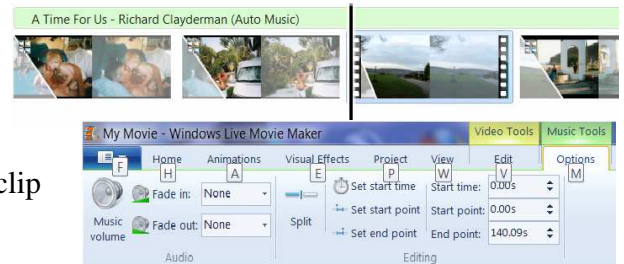 A Time For Us - Richard Clayderman (Auto Music)
My Movie - Windows Live Movie Maker Video Tools Music Tools
Home Animations Visual Effects Project View Edit Options
F H A E P W V M
clip
Fade in: None Set start time Start time: 0.00s
Music volume Fade out: None Split Set start point Start point: 0.00s
Set end point End point: 140.09s
Audio Editing